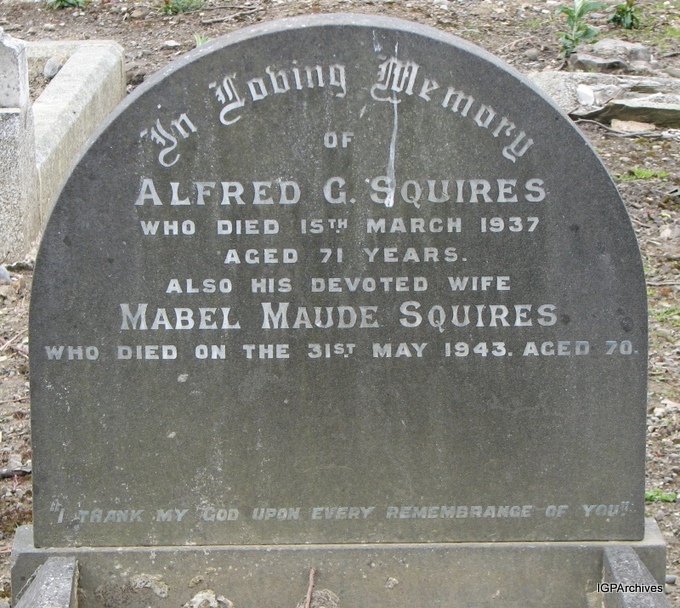 In Loving Memory
OF
ALFRED G. SQUIRES
WHO DIED 15TH MARCH 1937
AGED 71 YEARS.
ALSO HIS DEVOTED WIFE
MABEL MAUDE SQUIRES
WHO DIED ON THE 31ST MAY 1943. AGED 70.
"I THANK MY GOD UPON EVERY REMEMBRANCE OF YOU"
IGPArchives